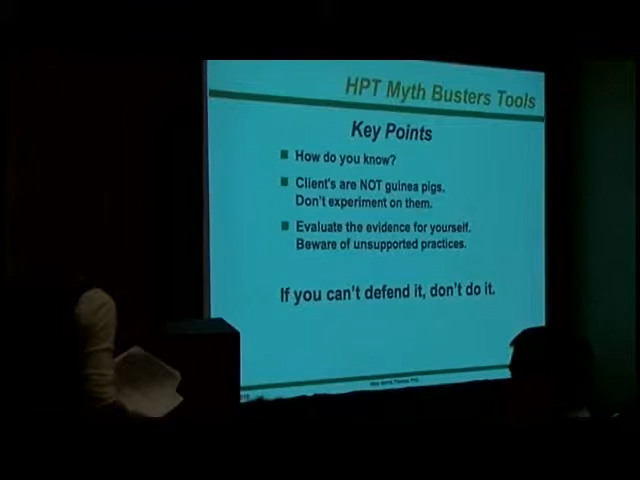 HPT Myth Busters Tools
Key Points
How do you know?
Client's are NOT guinea pigs.
Don't experiment on them.
Evaluate the evidence for yourself.
Beware of unsupported practices.
If you can't defend it, don't do it.